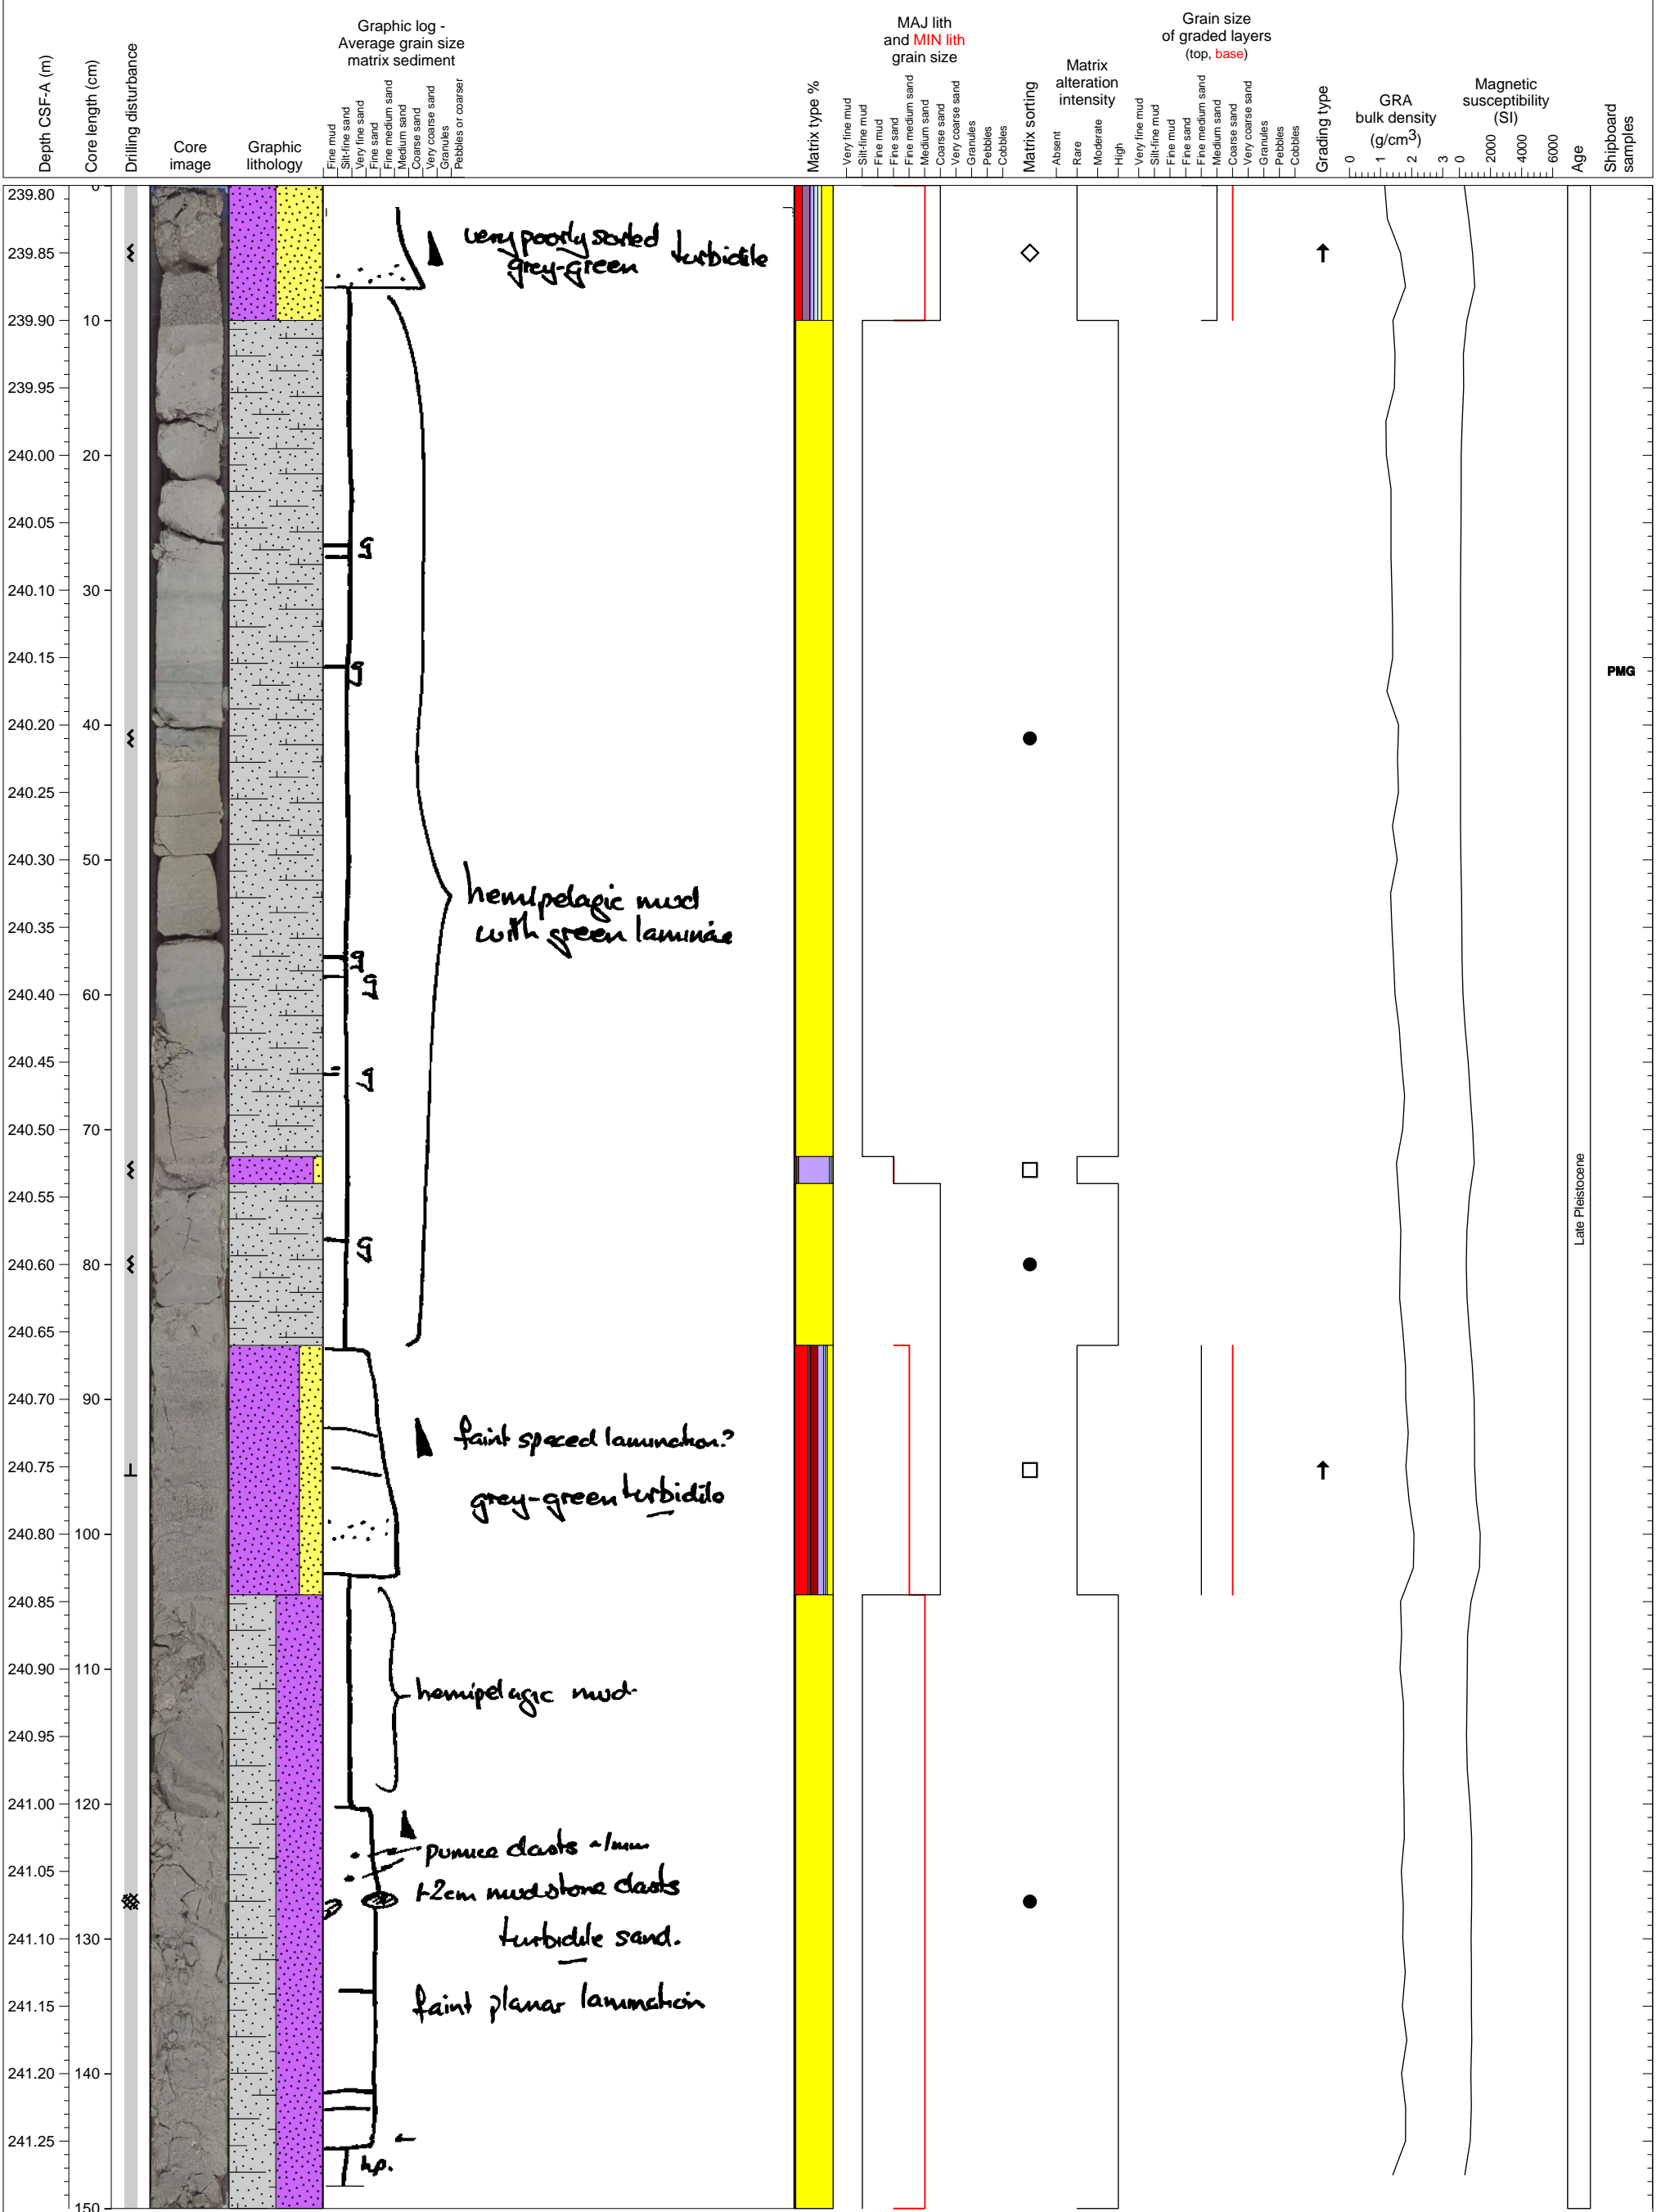 Depth CSF-A (m)
Core length (cm)
Drilling disturbance
Core
image
Graphic
lithology
Graphic log -
Average grain size
matrix sediment
Fine mud
Silt-fine sand
Very fine sand
Fine sand
Fine medium sand
Medium sand
Coarse sand
Very coarse sand
Granules
Pebbles or coarser
Matrix type %
MAJ lith
and MIN lith
grain size
Very fine mud
Silt-fine mud
Fine mud
Fine sand
Fine medium sand
Medium sand
Coarse sand
Very coarse sand
Granules
Pebbles
Cobbles
Matrix sorting
Matrix
alteration
intensity
Absent
Rare
Moderate
High
Grain size
of graded layers
(top, base)
Very fine mud
Silt-fine mud
Fine mud
Fine sand
Fine medium sand
Medium sand
Coarse sand
Very coarse sand
Granules
Pebbles
Cobbles
Grading type
GRA
bulk density
(g/cm3)
0 1 2 3
Magnetic
susceptibility
(SI)
0 2000 4000 6000
Age
Shipboard
samples
239.80 0
239.85
239.90 10
239.95
240.00 20
240.05
240.10 30
240.15
240.20 40
240.25
240.30 50
240.35
240.40 60
240.45
240.50 70
240.55
240.60 80
240.65
240.70 90
240.75
240.80 100
240.85
240.90 110
240.95
241.00 120
241.05
241.10 130
241.15
241.20 140
241.25
150
very poorly sorted turbidite
grey-green
g
g
g
g
g
g
hemipelagic mud
with green laminae
faint spaced lamination?
grey-green turbidite
hemipelagic mud
pumice clasts ~1mm
1-2cm mudstone clasts
turbidite sand.
faint planar lamination
hp.
PMG
Late Pleistocene